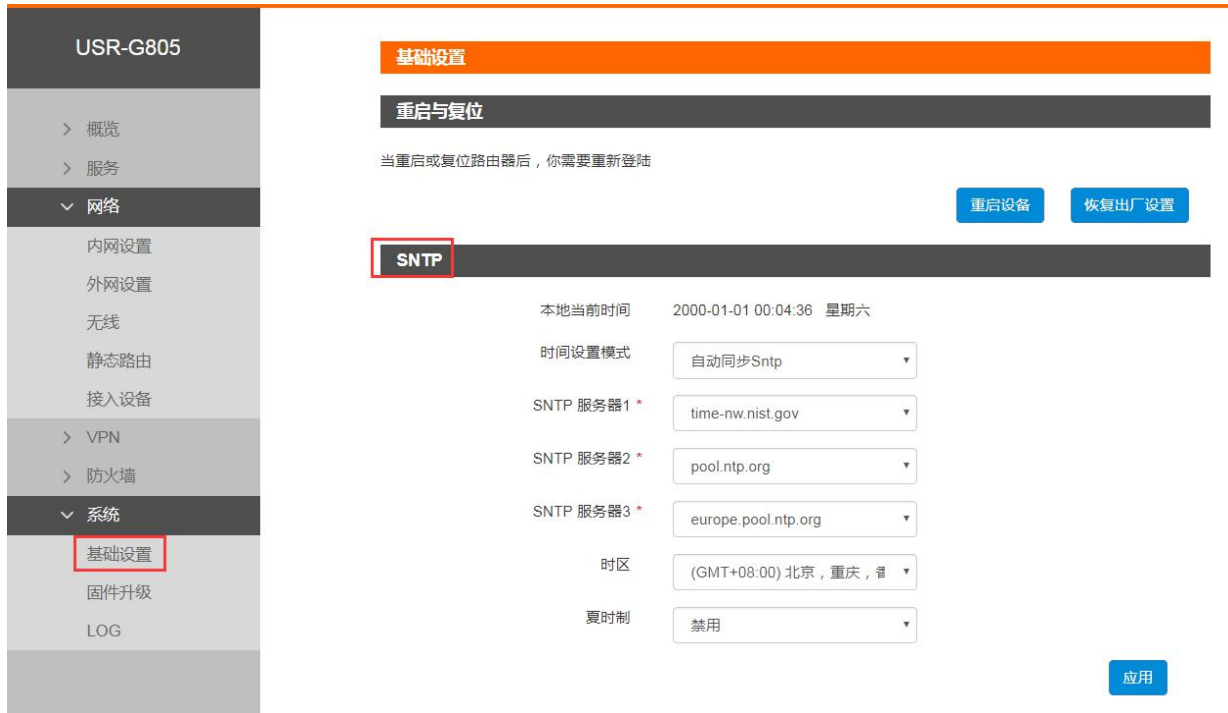 USR-G805
概览
服务
网络
内网设置
外网设置
无线
静态路由
接入设备
VPN
防火墙
系统
基础设置
固件升级
LOG
基础设置
重启与复位
当重启或复位路由器后，你需要重新登陆
重启设备 恢复出厂设置
SNTP
本地当前时间 2000-01-01 00:04:36 星期六
时间设置模式 自动同步Sntp
SNTP 服务器1 * time-nw.nist.gov
SNTP 服务器2 * pool.ntp.org
SNTP 服务器3 * europe.pool.ntp.org
时区 (GMT+08:00) 北京，重庆，香
夏时制 禁用
应用